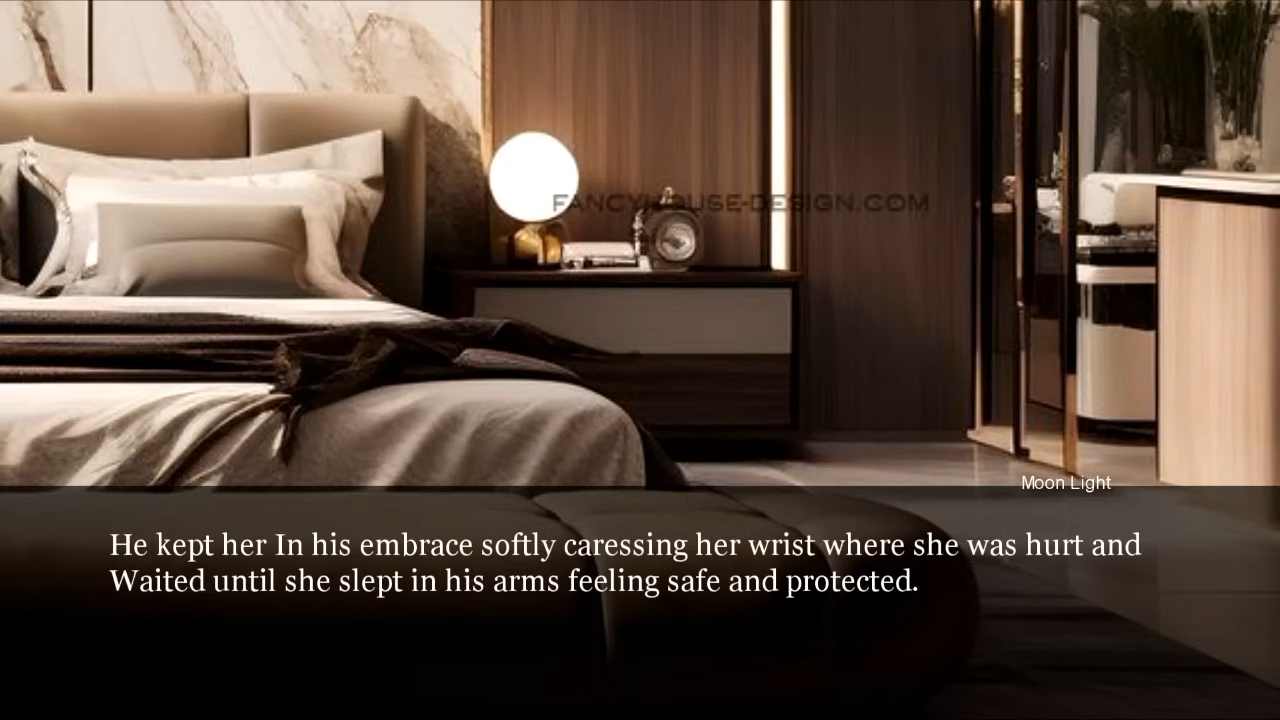 FANCYHOUSE-DESIGN.COM
Moon Light
He kept her In his embrace softly caressing her wrist where she was hurt and
Waited until she slept in his arms feeling safe and protected.